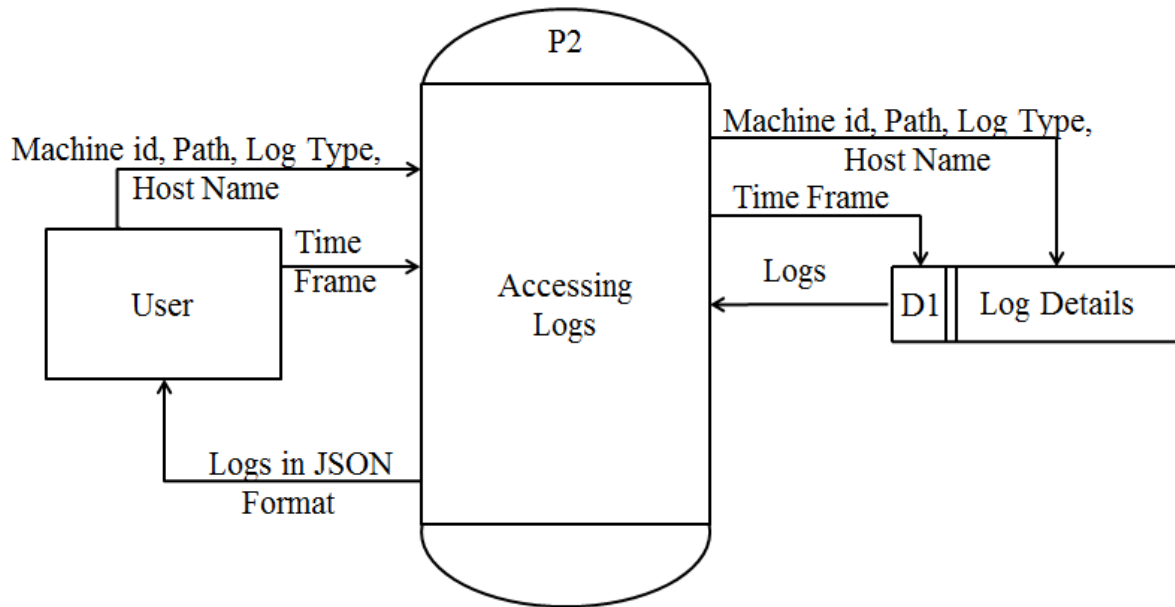 P2
Machine id, Path, Log Type,
Host Name
Time
Frame
User
Logs in JSON
Format
Accessing
Logs
Machine id, Path, Log Type,
Host Name
Time Frame
Logs
D1
Log Details